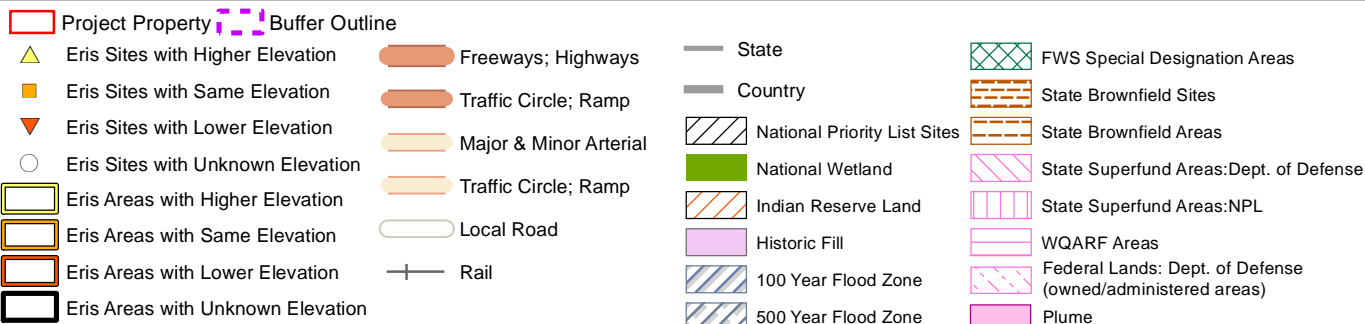 Project Property
Buffer Outline
Eris Sites with Higher Elevation
Eris Sites with Same Elevation
Eris Sites with Lower Elevation
Eris Sites with Unknown Elevation
Eris Areas with Higher Elevation
Eris Areas with Same Elevation
Eris Areas with Lower Elevation
Eris Areas with Unknown Elevation
Freeways; Highways
Traffic Circle; Ramp
Major & Minor Arterial
Traffic Circle; Ramp
Local Road
Rail
State
Country
National Priority List Sites
National Wetland
Indian Reserve Land
Historic Fill
100 Year Flood Zone
500 Year Flood Zone
FWS Special Designation Areas
State Brownfield Sites
State Brownfield Areas
State Superfund Areas:Dept. of Defense
State Superfund Areas:NPL
WQARF Areas
Federal Lands: Dept. of Defense
(owned/administered areas)
Plume